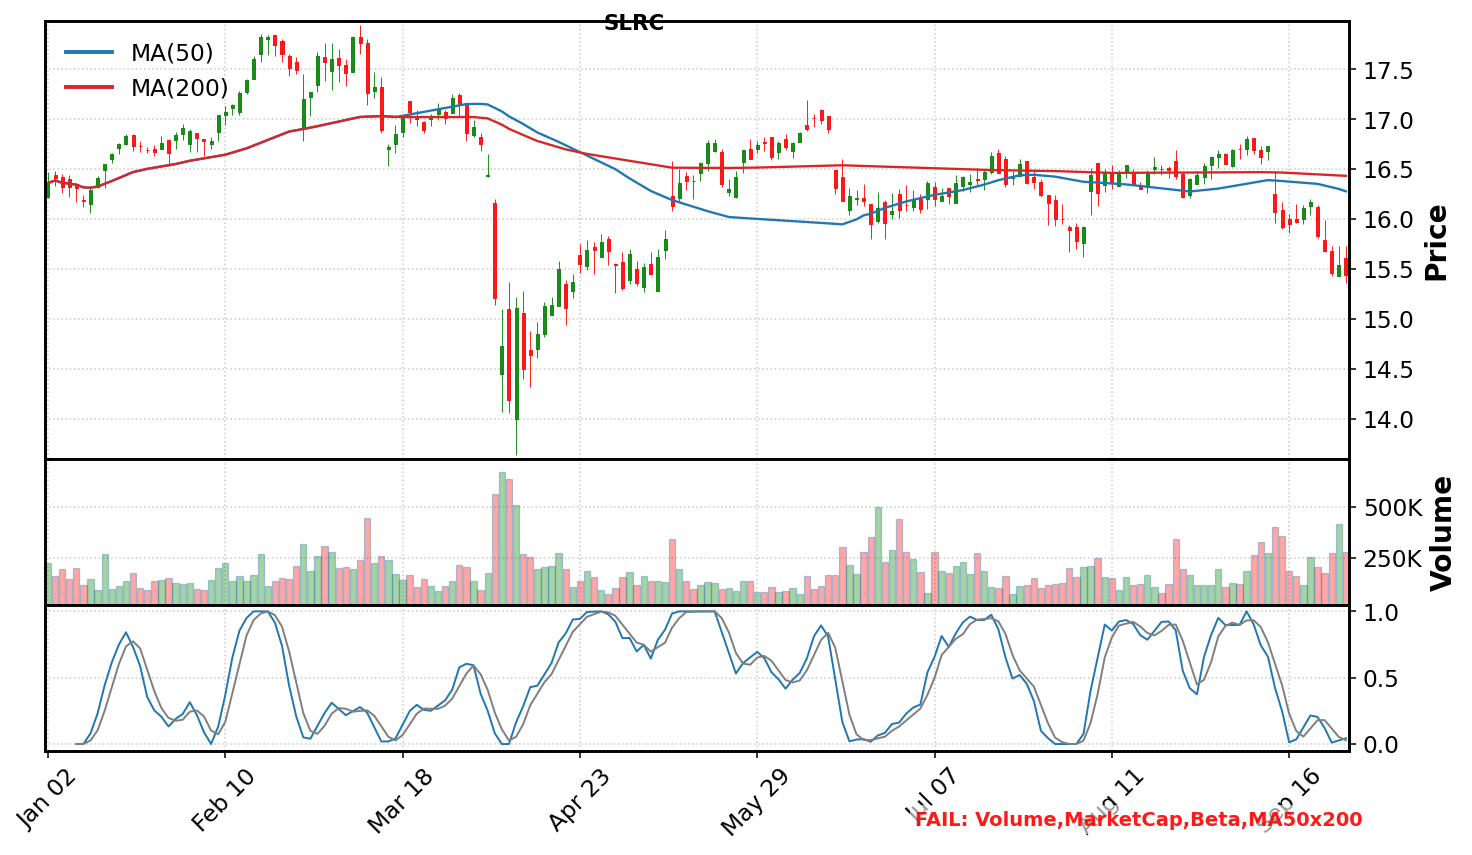 SLRC
MA(50)
MA(200)
17.5
17.0
16.5
16.0
15.5
15.0
14.5
14.0
Price
500K
250K
Volume
1.0
0.5
0.0
Jan 02
Feb 10
Mar 18
Apr 23
May 29
Jul 07
Aug 11
Sep 16
FAIL: Volume,MarketCap,Beta,MA50x200